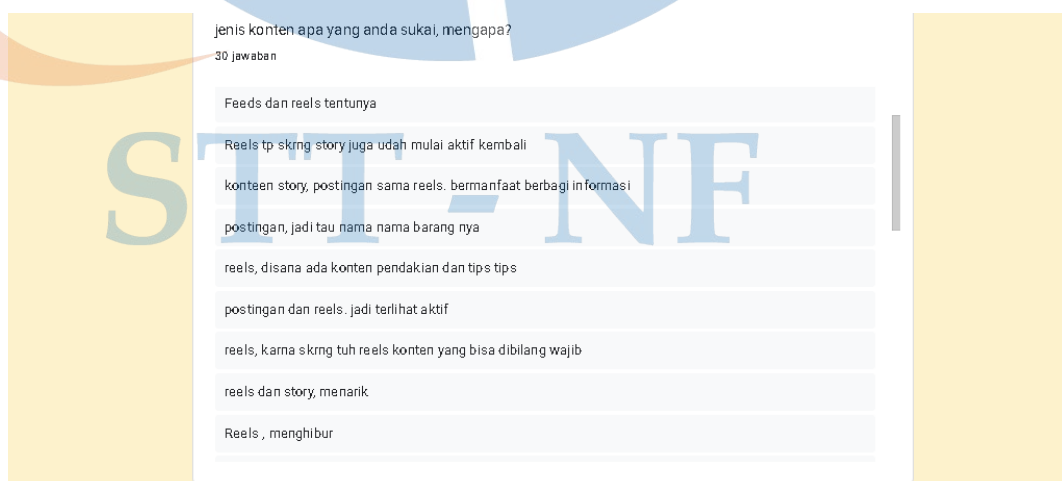 jenis konten apa yang anda sukai, mengapa?
30 jawaban
Feeds dan reels tentunya
Reels tp skrng story juga udah mulai aktif kembali
konteen story, postingan sama reels. bermanfaat berbagi informasi
postingan, jadi tau nama nama barang nya
reels, disana ada konten pendakian dan tips tips
postingan dan reels. jadi terlihat aktif
reels, karna skrng tuh reels konten yang bisa dibilang wajib
reels dan story, menarik
Reels , menghibur
STT - NF